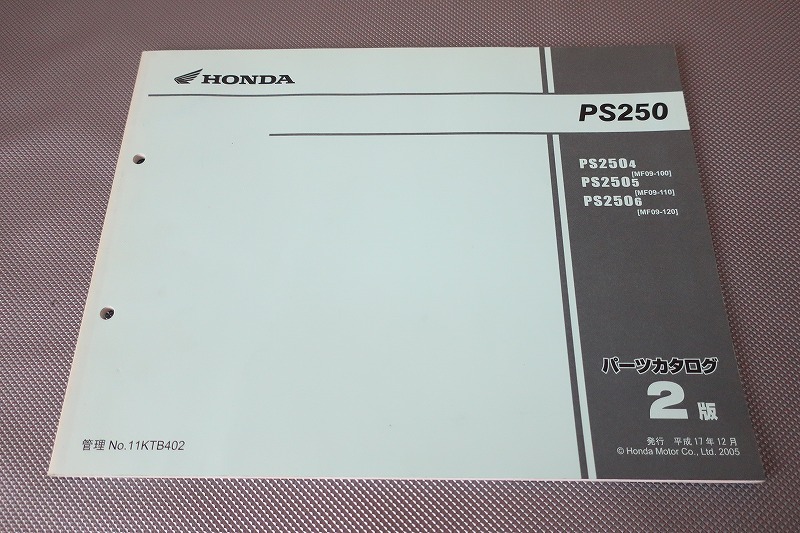 HONDA
PS250
PS2504
[MF09-100]
PS2505
[MF09-110]
PS2506
[MF09-120]
パーツカタログ
2版
発行 平成17年12月
© Honda Motor Co., Ltd. 2005
管理 No.11KTB402